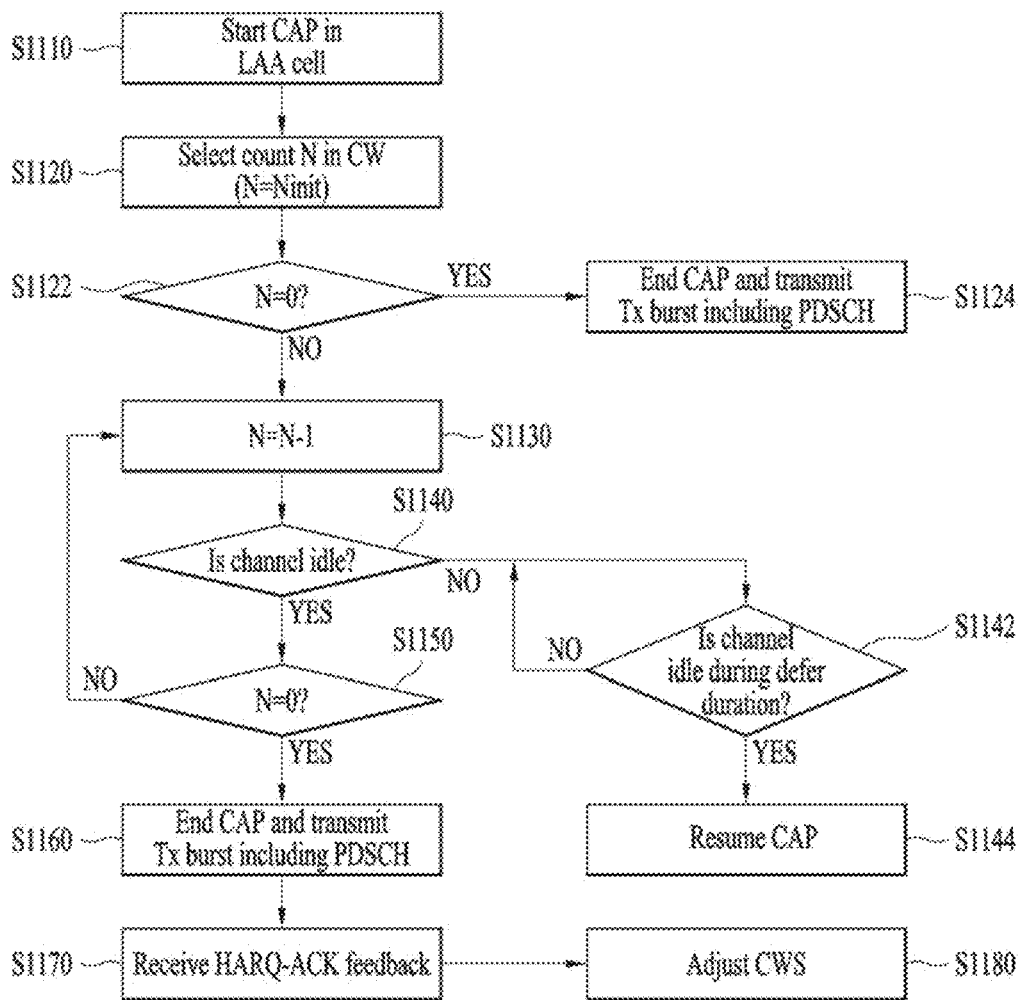 S1110
Start CAP in
LAA cell
S1120
Select count N in CW
(N=Ninit)
S1122
N=0?
YES
End CAP and transmit
Tx burst including PDSCH
S1124
NO
N=N-1
S1130
S1140
Is channel idle?
NO
YES
S1142
Is channel
idle during defer
duration?
NO
YES
S1150
NO
N=0?
YES
S1160
End CAP and transmit
Tx burst including PDSCH
Resume CAP
S1144
S1170
Receive HARQ-ACK feedback
Adjust CWS
S1180